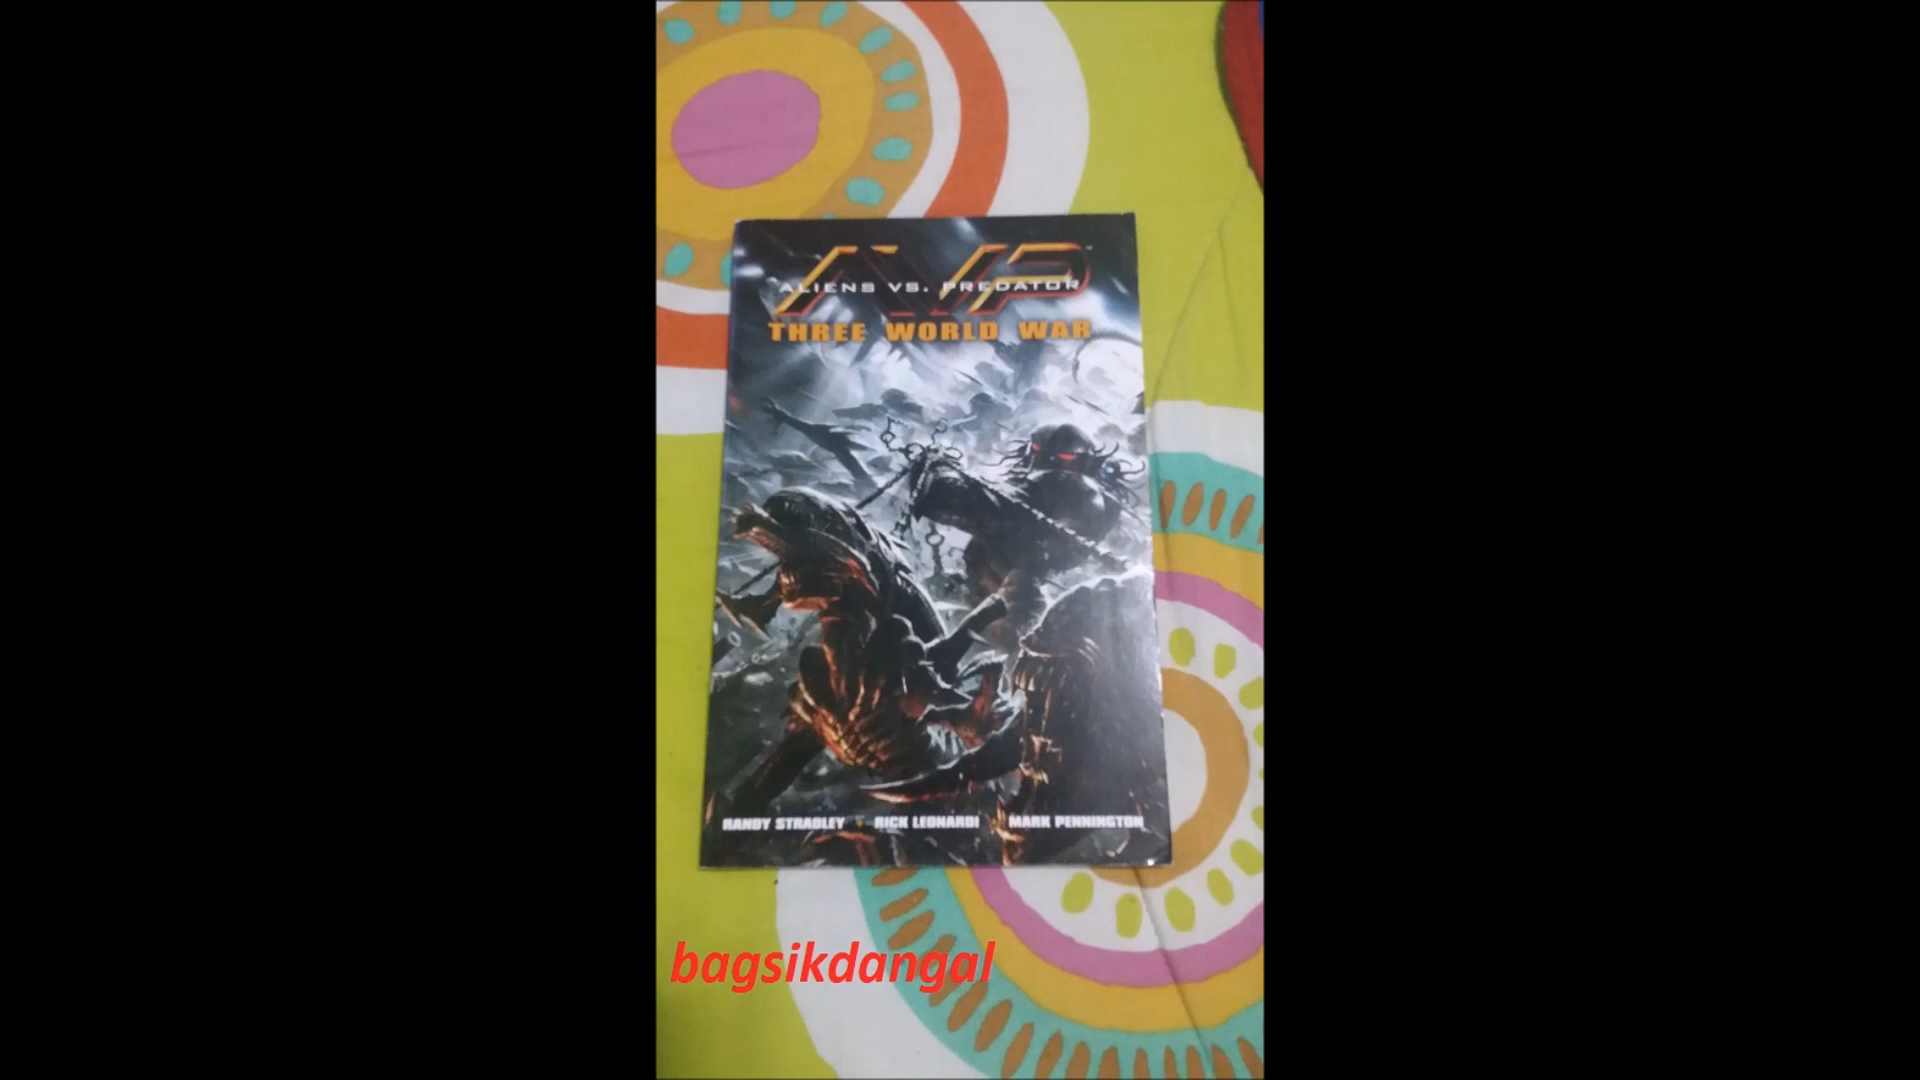 AVP
ALIENS VS. PREDATOR
THREE WORLD WAR
RANDY STRADLEY RICK LEONARDI MARK PENNINGTON
bagsikdangal